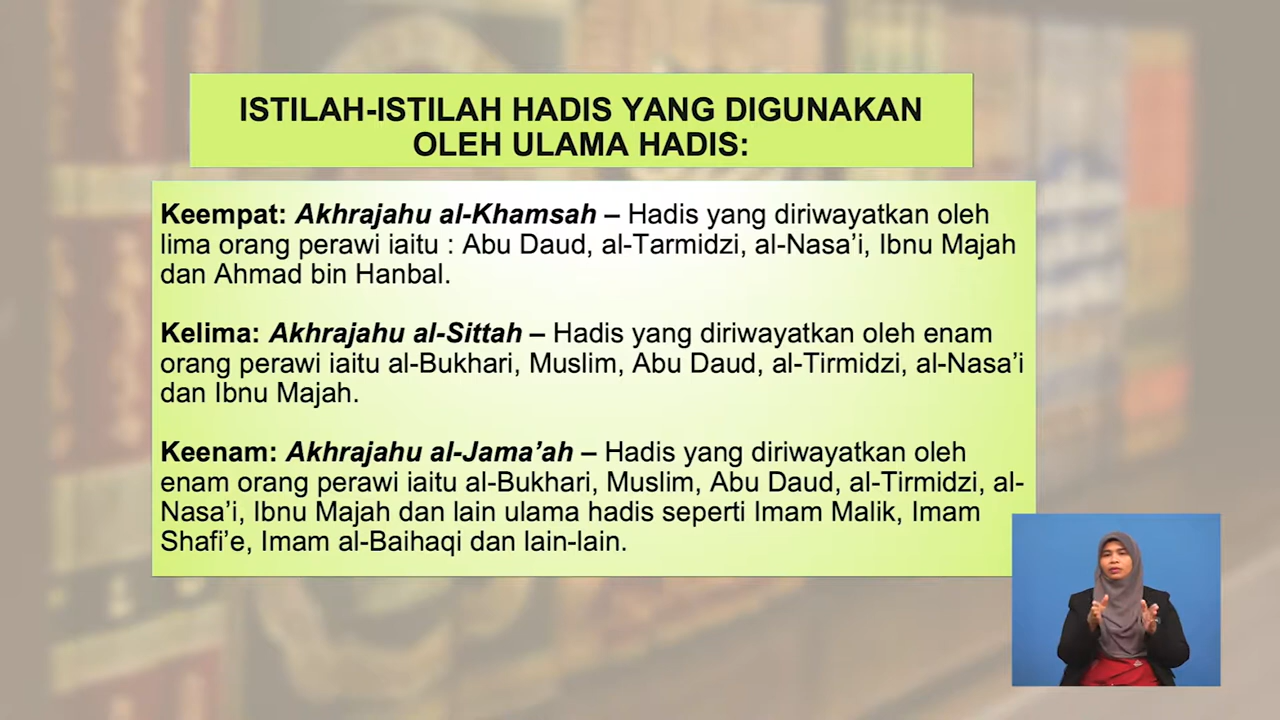 ISTILAH-ISTILAH HADIS YANG DIGUNAKAN
OLEH ULAMA HADIS:
Keempat: Akhrajahu al-Khamsah – Hadis yang diriwayatkan oleh
lima orang perawi iaitu : Abu Daud, al-Tarmidzi, al-Nasa’i, Ibnu Majah
dan Ahmad bin Hanbal.
Kelima: Akhrajahu al-Sittah – Hadis yang diriwayatkan oleh enam
orang perawi iaitu al-Bukhari, Muslim, Abu Daud, al-Tirmidzi, al-Nasa’i
dan Ibnu Majah.
Keenam: Akhrajahu al-Jama’ah – Hadis yang diriwayatkan oleh
enam orang perawi iaitu al-Bukhari, Muslim, Abu Daud, al-Tirmidzi, al-
Nasa’i, Ibnu Majah dan lain ulama hadis seperti Imam Malik, Imam
Shafi’e, Imam al-Baihaqi dan lain-lain.